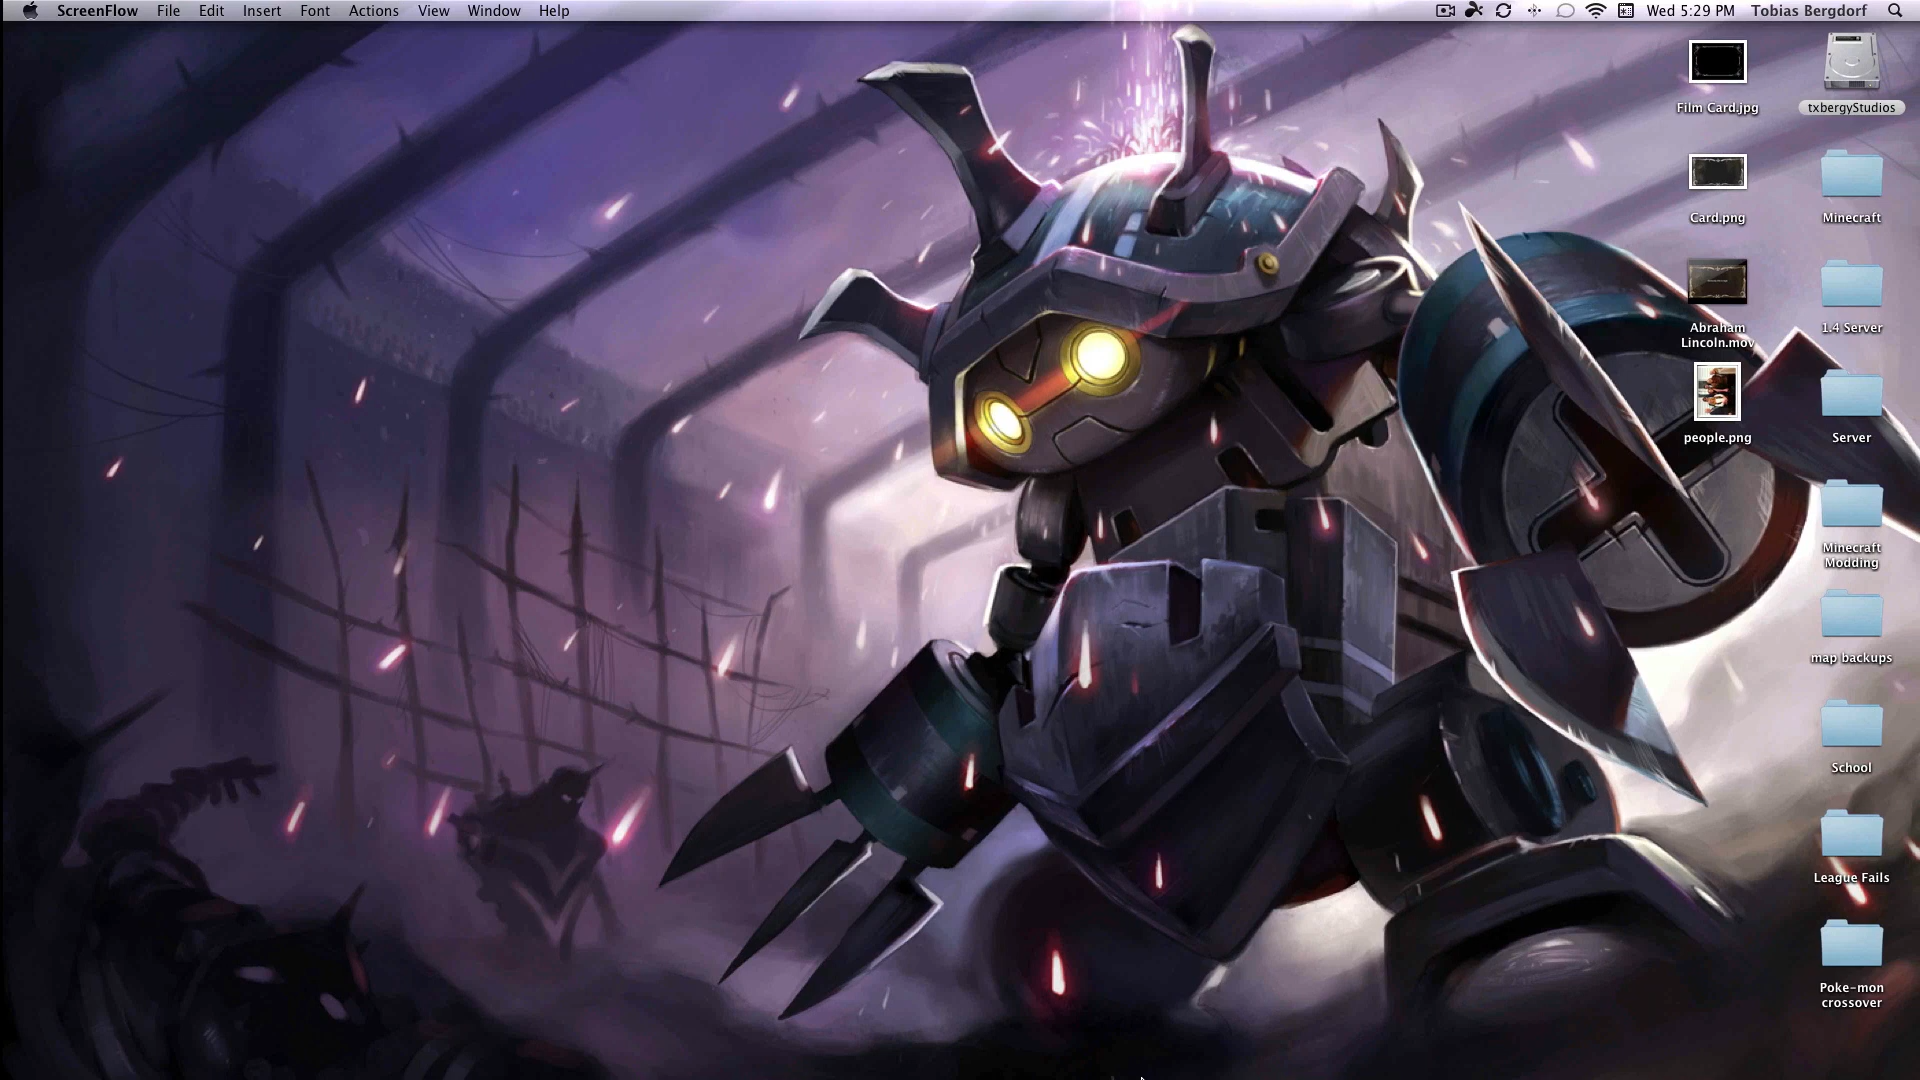 ScreenFlow File Edit Insert Font Actions View Window Help Wed 5:29 PM Tobias Bergdorf
Film Card.jpg
txbergyStudios
Card.png
Minecraft
Abraham
Lincoln.mov
1.4 Server
people.png
Server
Minecraft
Modding
map backups
School
League Fails
Poke-mon
crossover